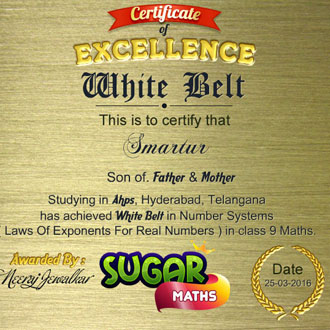 Certificate
of
EXCELLENCE
White Belt
This is to certify that
Smartur
Son of. Father & Mother
Studying in Ahps, Hyderabad, Telangana
has achieved White Belt in Number Systems
( Laws Of Exponents For Real Numbers ) in class 9 Maths.
Awarded By :
Neeraj Jewalkar
SUGAR
MATHS
Date
25-03-2016